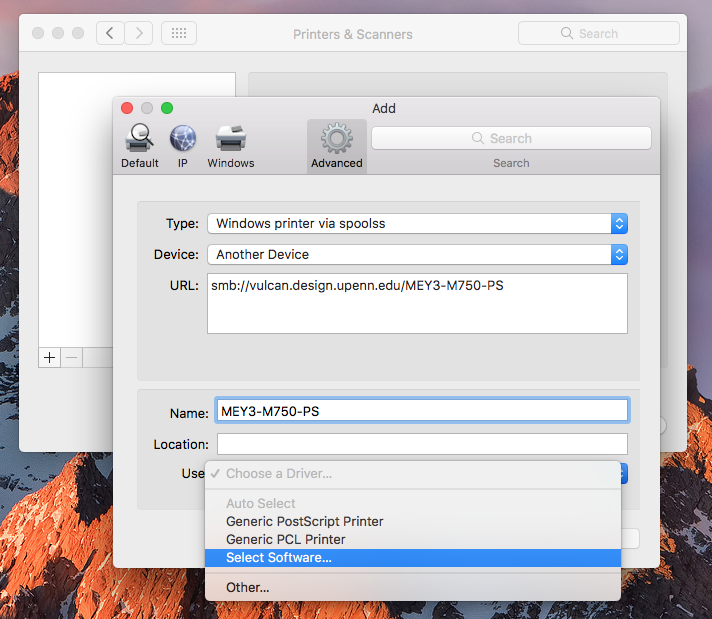 Printers & Scanners
Search
Add
Default
IP
Windows
Advanced
Search
Search
Type:
Windows printer via spoolss
Device:
Another Device
URL:
smb://vulcan.design.upenn.edu/MEY3-M750-PS
Name:
MEY3-M750-PS
Location:
Use
✓ Choose a Driver...
Auto Select
Generic PostScript Printer
Generic PCL Printer
Select Software...
Other...